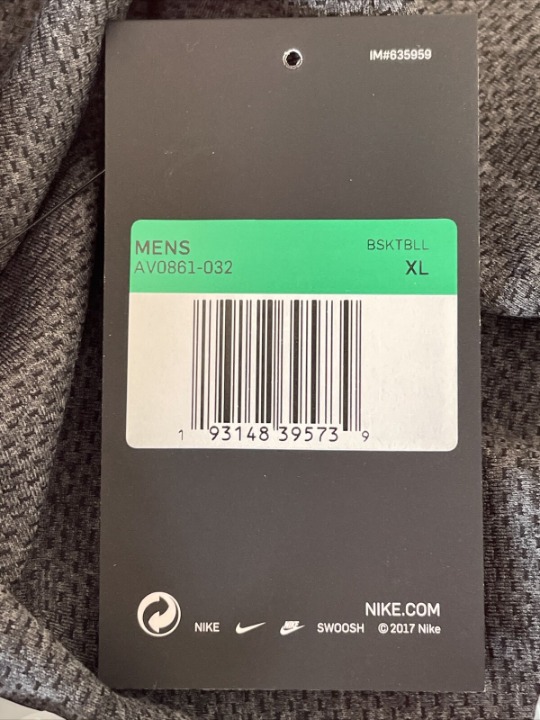 IM#635959
MENS BSKTBLL
AV0861-032 XL
1 93148 39573 9
NIKE.COM
NIKE SWOOSH © 2017 Nike